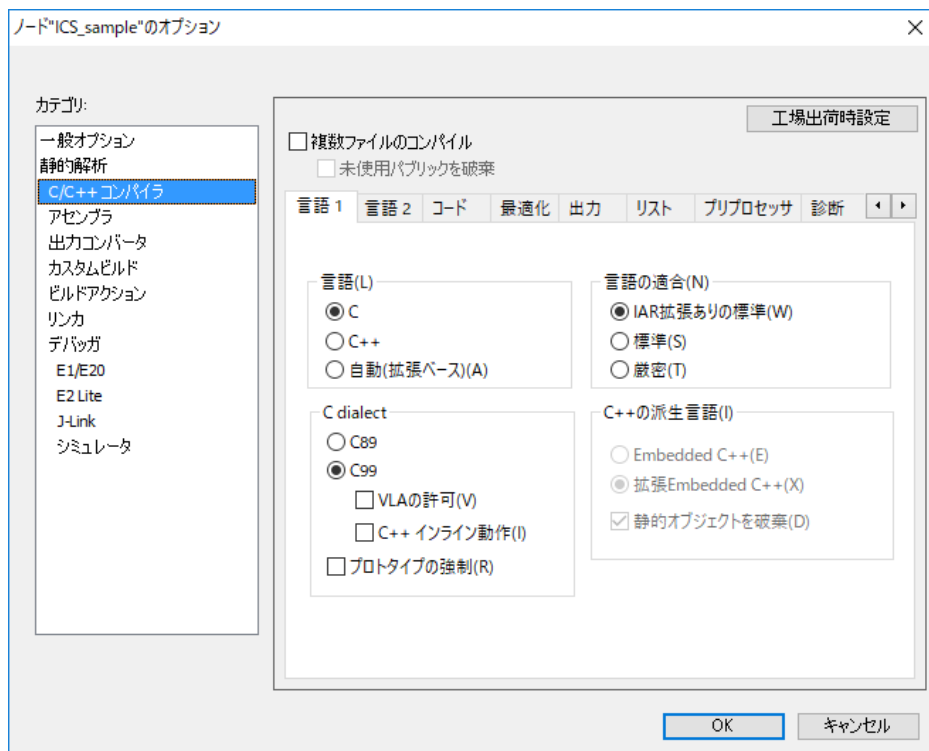 ノード"ICS_sample"のオプション
カテゴリ:
一般オプション
静的解析
C/C++ コンパイラ
アセンブラ
出力コンバータ
カスタムビルド
ビルドアクション
リンカ
デバッガ
E1/E20
E2 Lite
J-Link
シミュレータ
工場出荷時設定
複数ファイルのコンパイル
未使用パブリックを破棄
言語 1 言語 2 コード 最適化 出力 リスト プリプロセッサ 診断
言語(L)
C
C++
自動(拡張ベース)(A)
言語の適合(N)
IAR拡張ありの標準(W)
標準(S)
厳密(T)
C dialect
C89
C99
VLAの許可(V)
C++ インライン動作(I)
プロトタイプの強制(R)
C++の派生言語(I)
Embedded C++(E)
拡張Embedded C++(X)
静的オブジェクトを破棄(D)
OK キャンセル